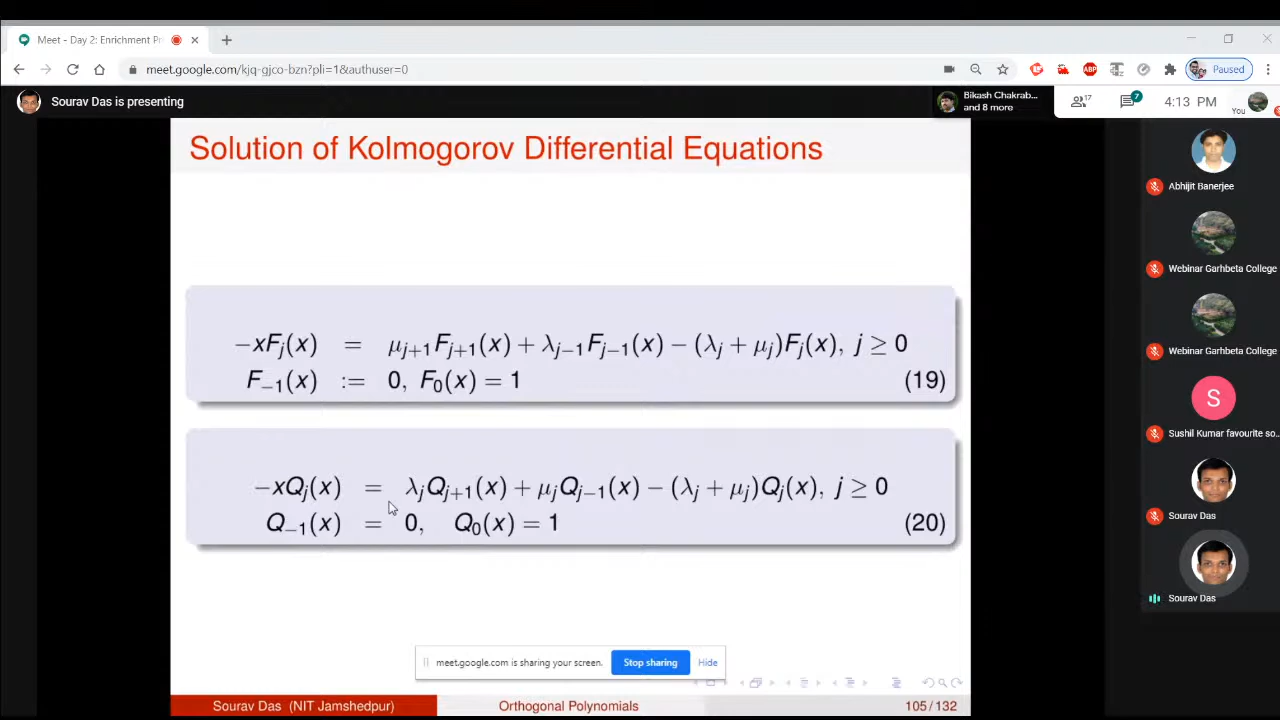 Meet - Day 2: Enrichment Pr
meet.google.com/kjq-gjco-bzn?pli=1&authuser=0
ABP
Paused
Sourav Das is presenting
Bikash Chakrab...
and 8 more
17
7
4:13 PM
You
Solution of Kolmogorov Differential Equations
−xF_j(x) = μ_{j+1}F_{j+1}(x) + λ_{j−1}F_{j−1}(x) − (λ_j + μ_j)F_j(x), j ≥ 0
F_{−1}(x) := 0, F_0(x) = 1 (19)
−xQ_j(x) = λ_jQ_{j+1}(x) + μ_jQ_{j−1}(x) − (λ_j + μ_j)Q_j(x), j ≥ 0
Q_{−1}(x) = 0, Q_0(x) = 1 (20)
meet.google.com is sharing your screen. Stop sharing Hide
Sourav Das (NIT Jamshedpur) Orthogonal Polynomials 105 / 132
Abhijit Banerjee
Webinar Garhbeta College
Webinar Garhbeta College
S
Sushil Kumar favourite so...
Sourav Das
Sourav Das